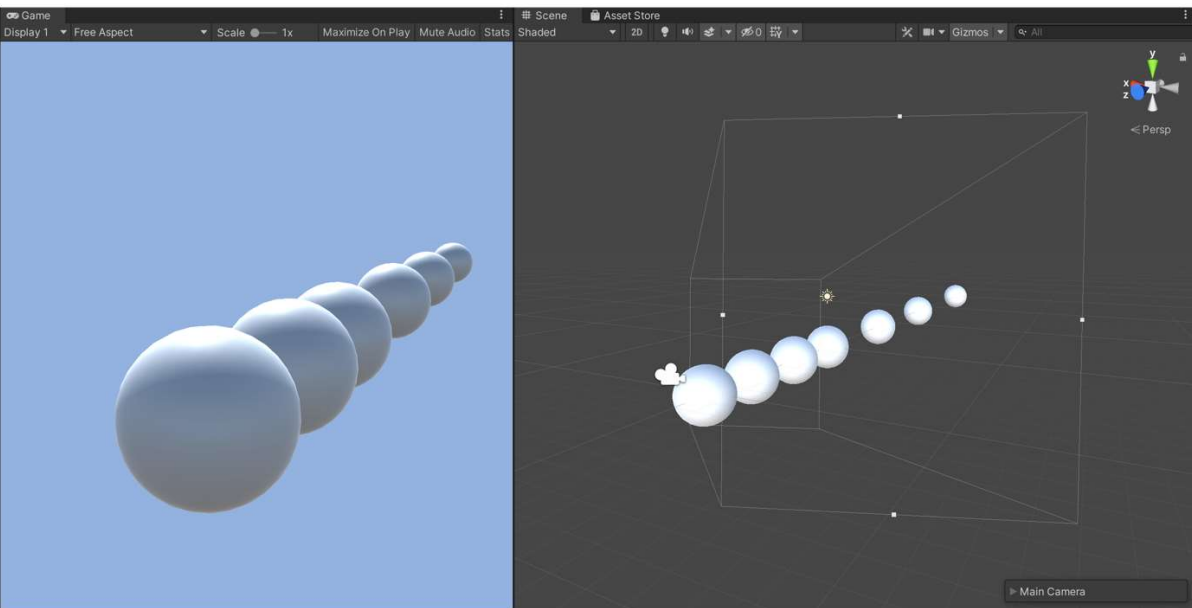 Game
Display 1 Free Aspect Scale 1x Maximize On Play Mute Audio Stats
Scene Asset Store
Shaded 2D 0 Gizmos All
y
x
z
Persp
Main Camera